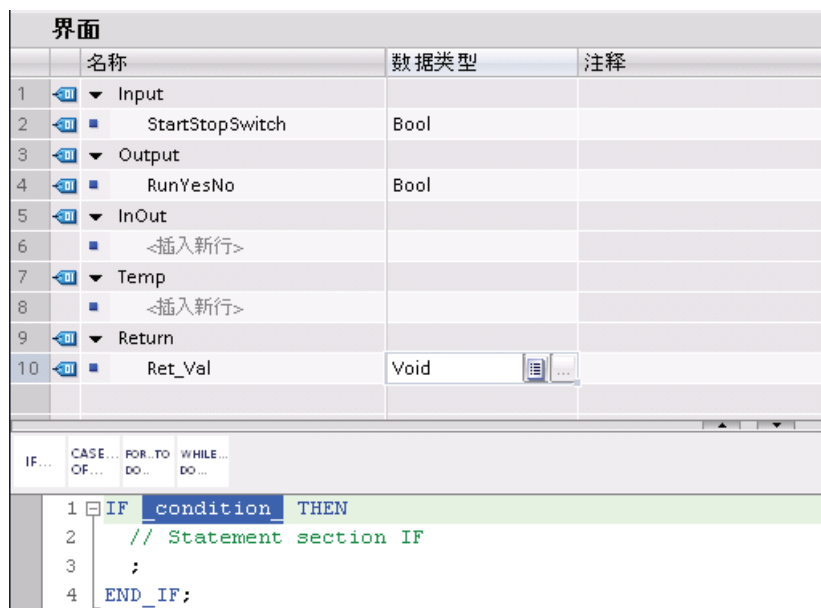 界面
名称 数据类型 注释
1 Input
2 StartStopSwitch Bool
3 Output
4 RunYesNo Bool
5 InOut
6 <插入新行>
7 Temp
8 <插入新行>
9 Return
10 Ret_Val Void ...
IF... CASE... OF... FOR..TO DO... WHILE... DO...
1 IF _condition_ THEN
2 // Statement section IF
3 ;
4 END_IF;